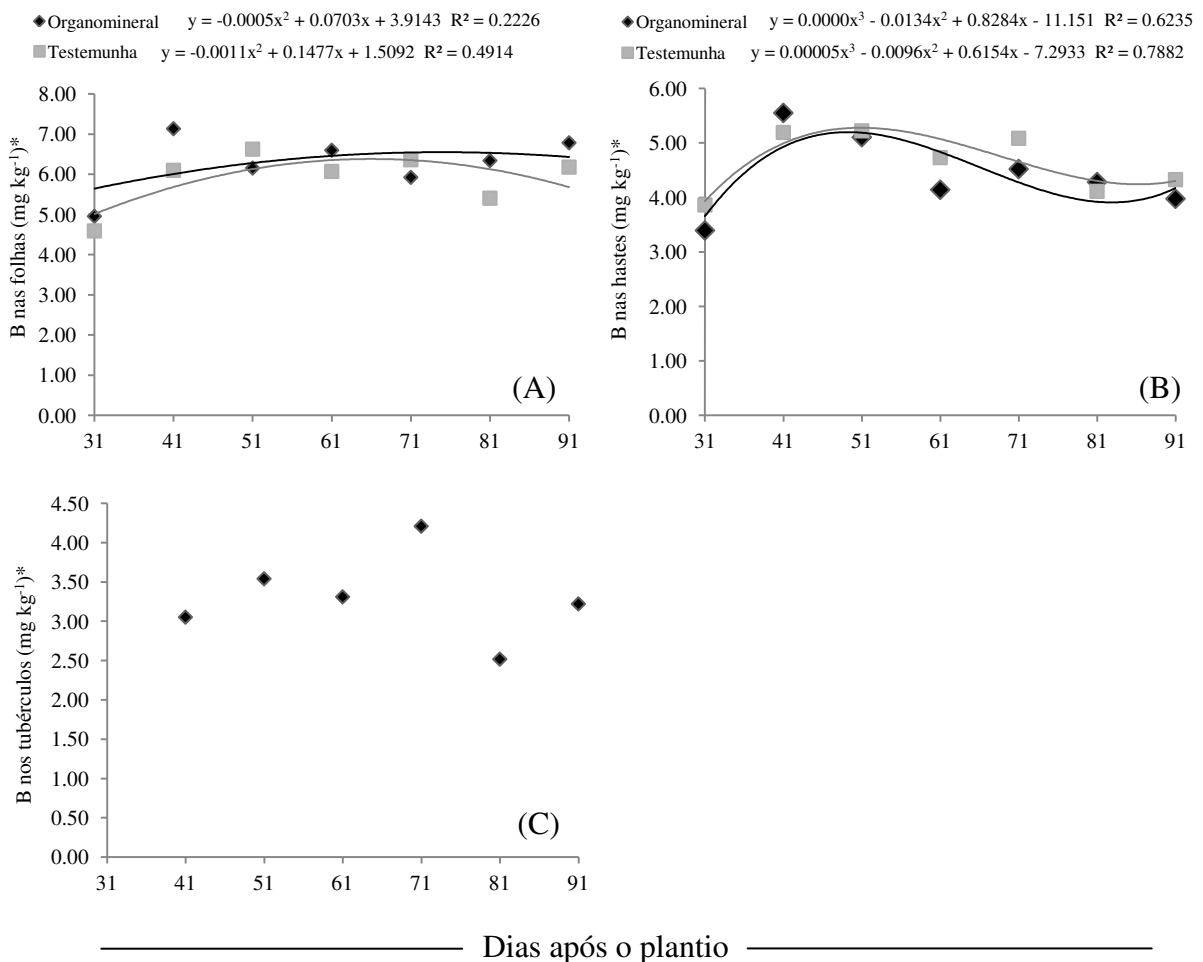 Organomineral y = -0.0005x² + 0.0703x + 3.9143 R² = 0.2226
Testemunha y = -0.0011x² + 0.1477x + 1.5092 R² = 0.4914
B nas folhas (mg kg⁻¹)*
8.00
7.00
6.00
5.00
4.00
3.00
2.00
1.00
0.00
(A)
31 41 51 61 71 81 91
Organomineral y = 0.0000x³ - 0.0134x² + 0.8284x - 11.151 R² = 0.6235
Testemunha y = 0.00005x³ - 0.0096x² + 0.6154x - 7.2933 R² = 0.7882
B nas hastes (mg kg⁻¹)*
6.00
5.00
4.00
3.00
2.00
1.00
0.00
(B)
31 41 51 61 71 81 91
B nos tubérculos (mg kg⁻¹)*
4.50
4.00
3.50
3.00
2.50
2.00
1.50
1.00
0.50
0.00
(C)
31 41 51 61 71 81 91
Dias após o plantio